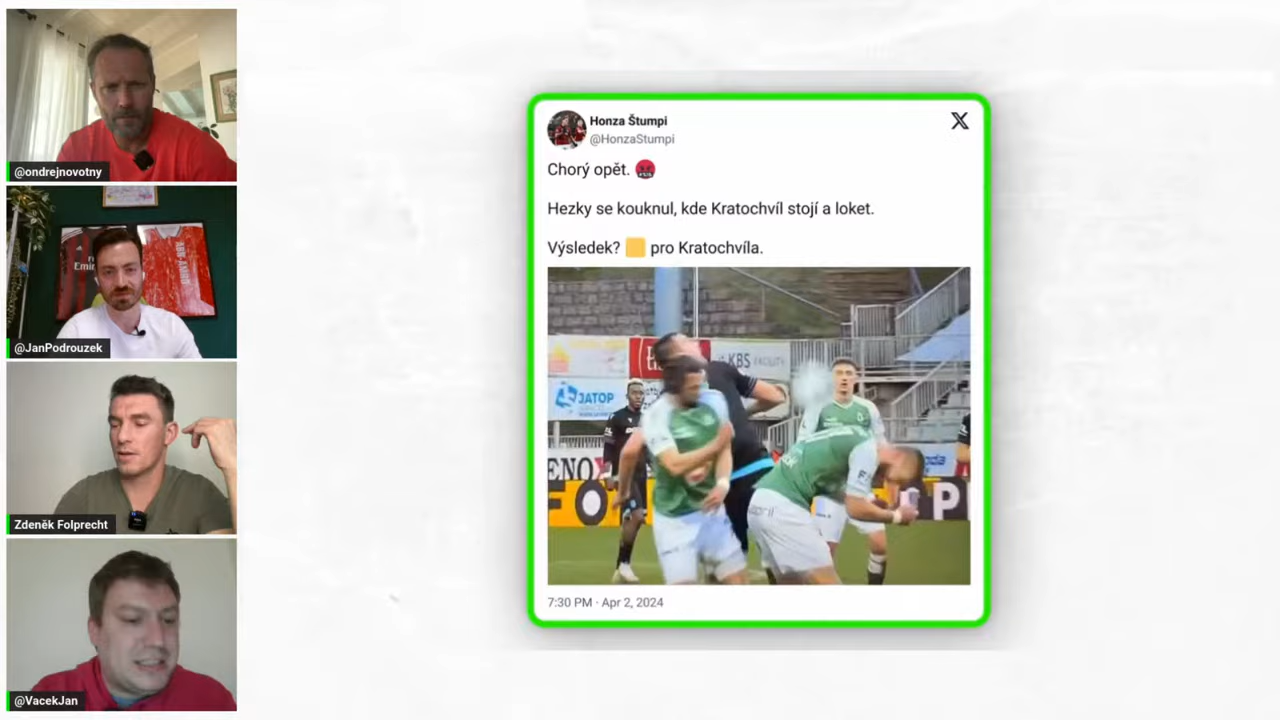 @ondrejnovotny
@JanPodrouzek
Zdeněk Folprecht
@VacekJan
Honza Štumpi
@HonzaStumpi
Chorý opět.
Hezky se kouknul, kde Kratochvíl stojí a loket.
Výsledek? 🟨 pro Kratochvíla.
KBS FACILITY
JATOP
7:30 PM · Apr 2, 2024